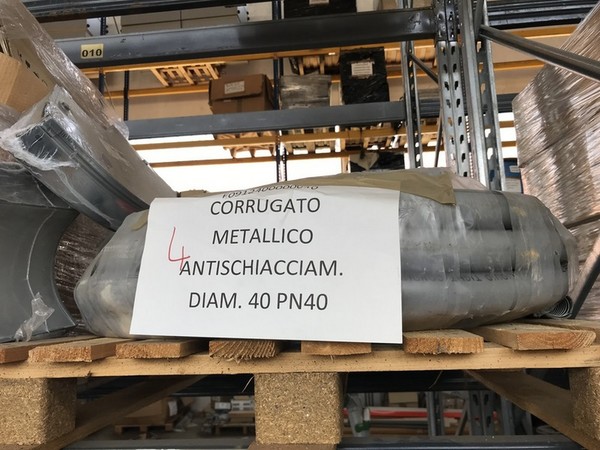 010
CORRUGATO
METALLICO
4
ANTISCHIACCIAM.
DIAM. 40 PN40